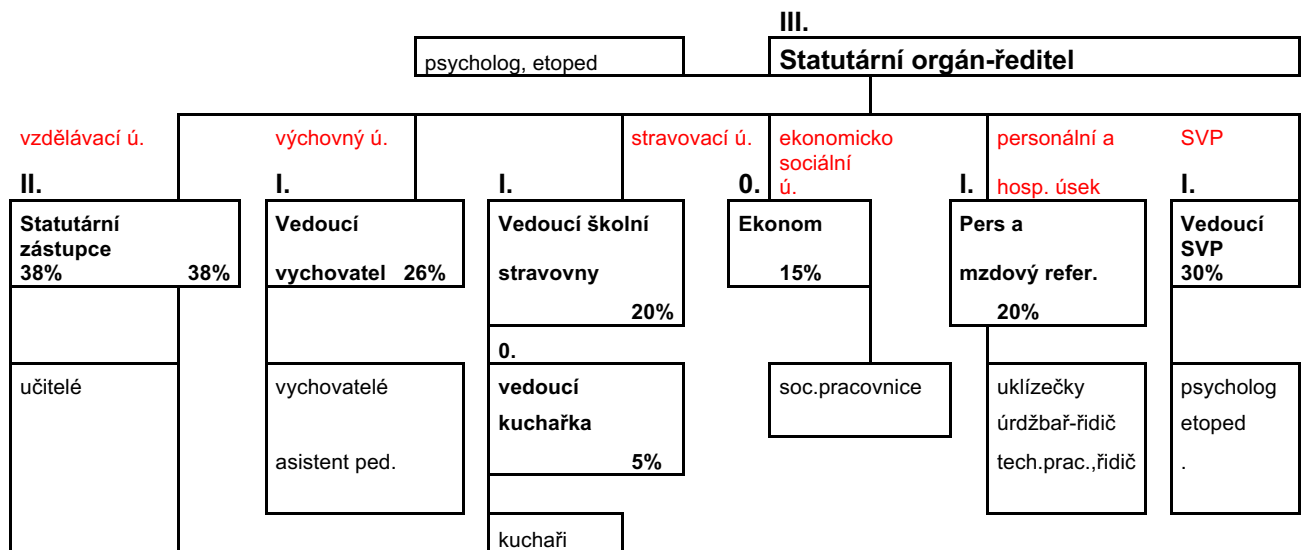 III.
psycholog, etoped
Statutární orgán-ředitel
vzdělávací ú.
výchovný ú.
stravovací ú.
ekonomicko
sociální
ú.
personální a
hosp. úsek
SVP
II.
I.
I.
0.
I.
I.
Statutární
zástupce
38% 38%
Vedoucí
vychovatel 26%
Vedoucí školní
stravovny
20%
Ekonom
15%
Pers a
mzdový refer.
20%
Vedoucí
SVP
30%
učitelé
vychovatelé
asistent ped.
0.
vedoucí
kuchařka
5%
kuchaři
soc.pracovnice
uklízečky
úrdžbař-řidič
tech.prac.,řidič
psycholog
etoped
.